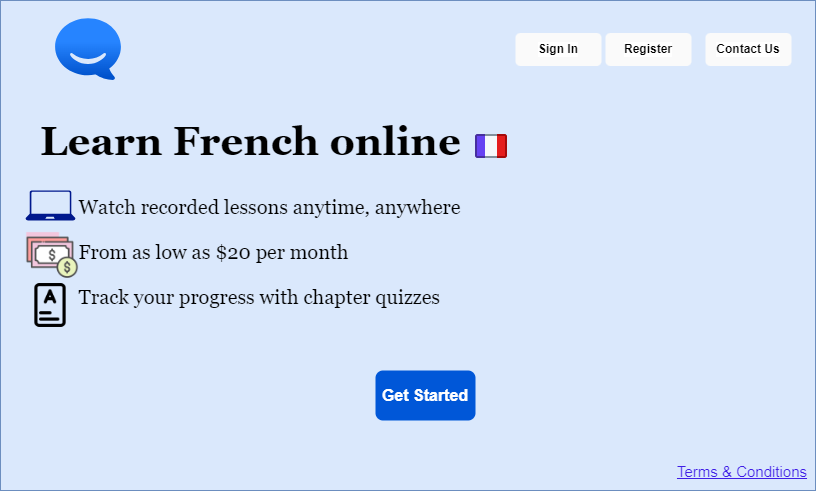 Sign In
Register
Contact Us
Learn French online
Watch recorded lessons anytime, anywhere
$
$
From as low as $20 per month
A
Track your progress with chapter quizzes
Get Started
Terms & Conditions